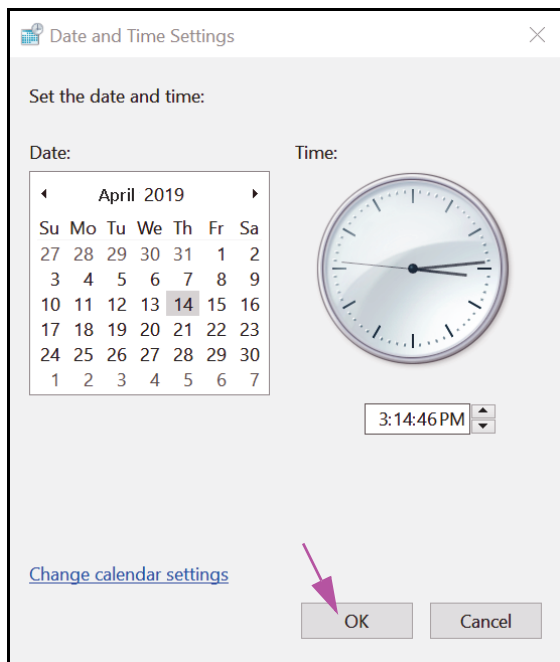 Date and Time Settings
Set the date and time:
Date:
Time:
April 2019
Su Mo Tu We Th Fr Sa
27 28 29 30 31 1 2
3 4 5 6 7 8 9
10 11 12 13 14 15 16
17 18 19 20 21 22 23
24 25 26 27 28 29 30
1 2 3 4 5 6 7
3:14:46 PM
Change calendar settings
OK
Cancel